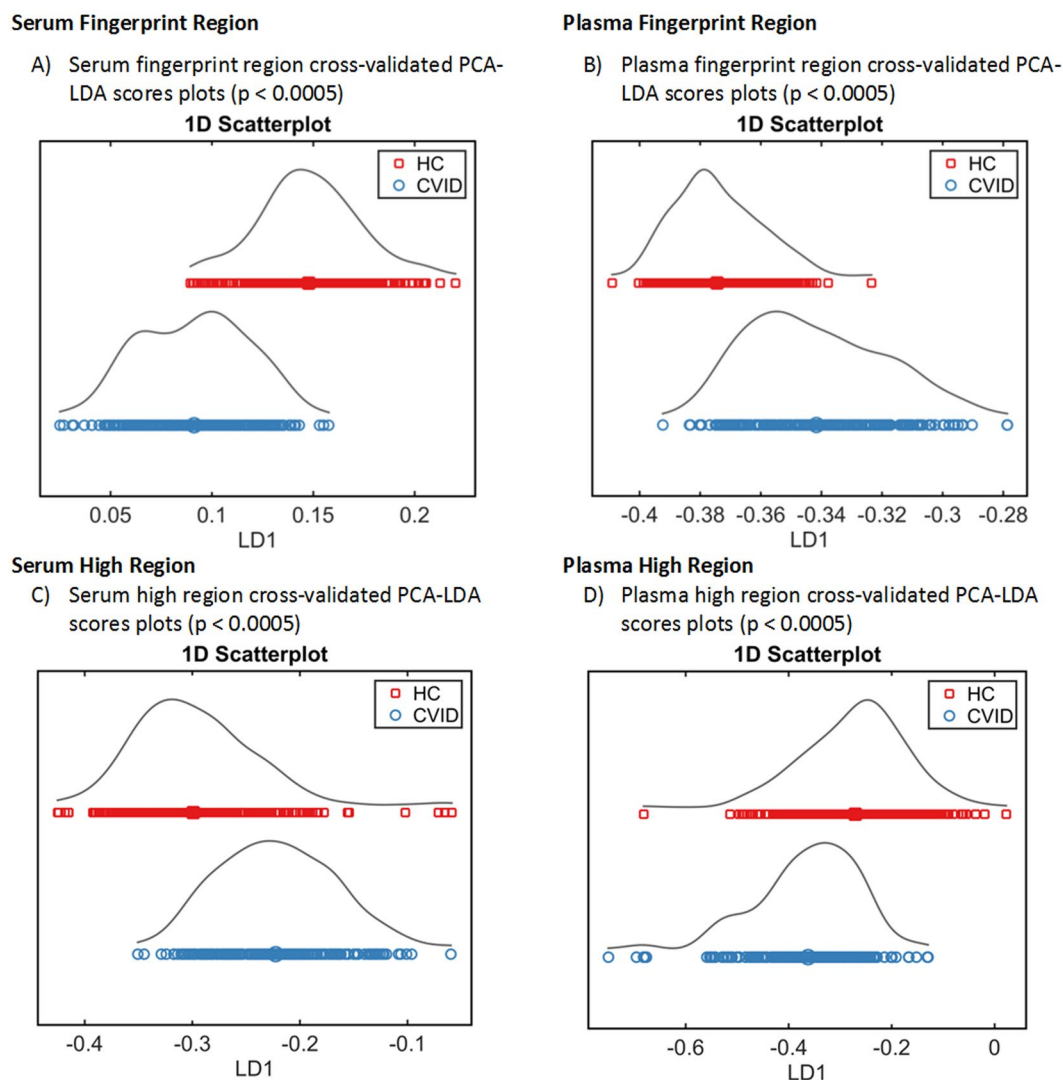 Serum Fingerprint Region
A) Serum fingerprint region cross-validated PCA-
LDA scores plots (p < 0.0005)
1D Scatterplot
HC
CVID
0.05 0.1 0.15 0.2
LD1
Plasma Fingerprint Region
B) Plasma fingerprint region cross-validated PCA-
LDA scores plots (p < 0.0005)
1D Scatterplot
HC
CVID
-0.4 -0.38 -0.36 -0.34 -0.32 -0.3 -0.28
LD1
Serum High Region
C) Serum high region cross-validated PCA-LDA
scores plots (p < 0.0005)
1D Scatterplot
HC
CVID
-0.4 -0.3 -0.2 -0.1
LD1
Plasma High Region
D) Plasma high region cross-validated PCA-LDA
scores plots (p < 0.0005)
1D Scatterplot
HC
CVID
-0.6 -0.4 -0.2 0
LD1